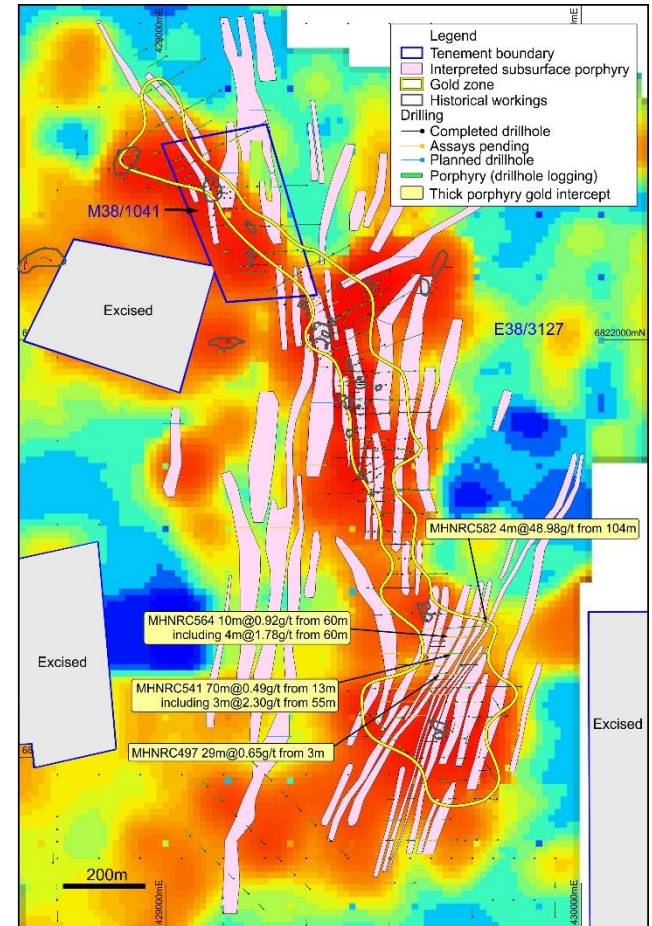 429000mE
Legend
Tenement boundary
Interpreted subsurface porphyry
Gold zone
Historical workings
Drilling
Completed drillhole
Assays pending
Planned drillhole
Porphyry (drillhole logging)
Thick porphyry gold intercept
M38/1041
Excised
E38/3127
6822000mN
MHNRC582 4m@48.98g/t from 104m
MHNRC564 10m@0.92g/t from 60m
including 4m@1.78g/t from 60m
Excised
MHNRC541 70m@0.49g/t from 13m
including 3m@2.30g/t from 55m
Excised
MHNRC497 29m@0.65g/t from 3m
200m
429000mE
430000mE